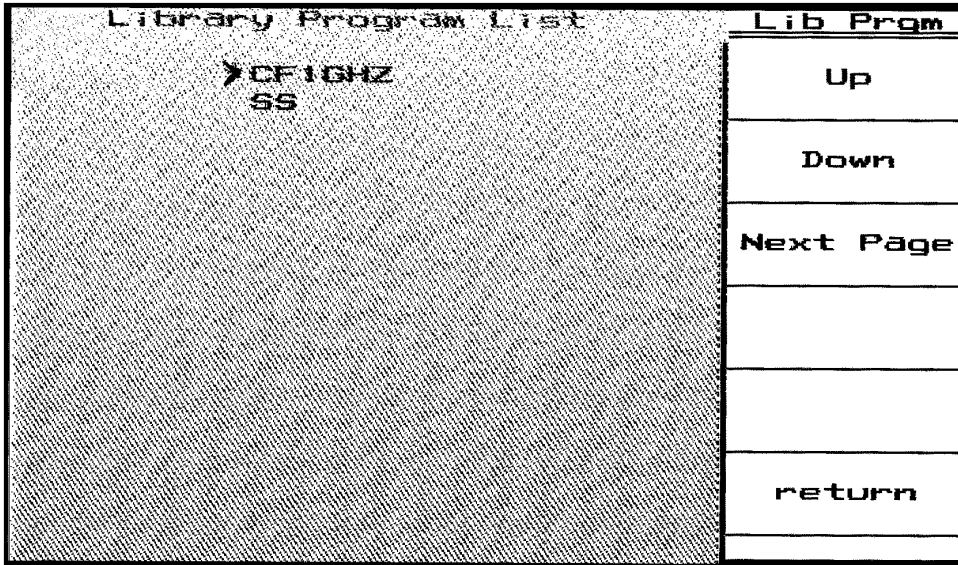 Library Program List
>CF1GHZ
SS
Lib Prgm
Up
Down
Next Page
return